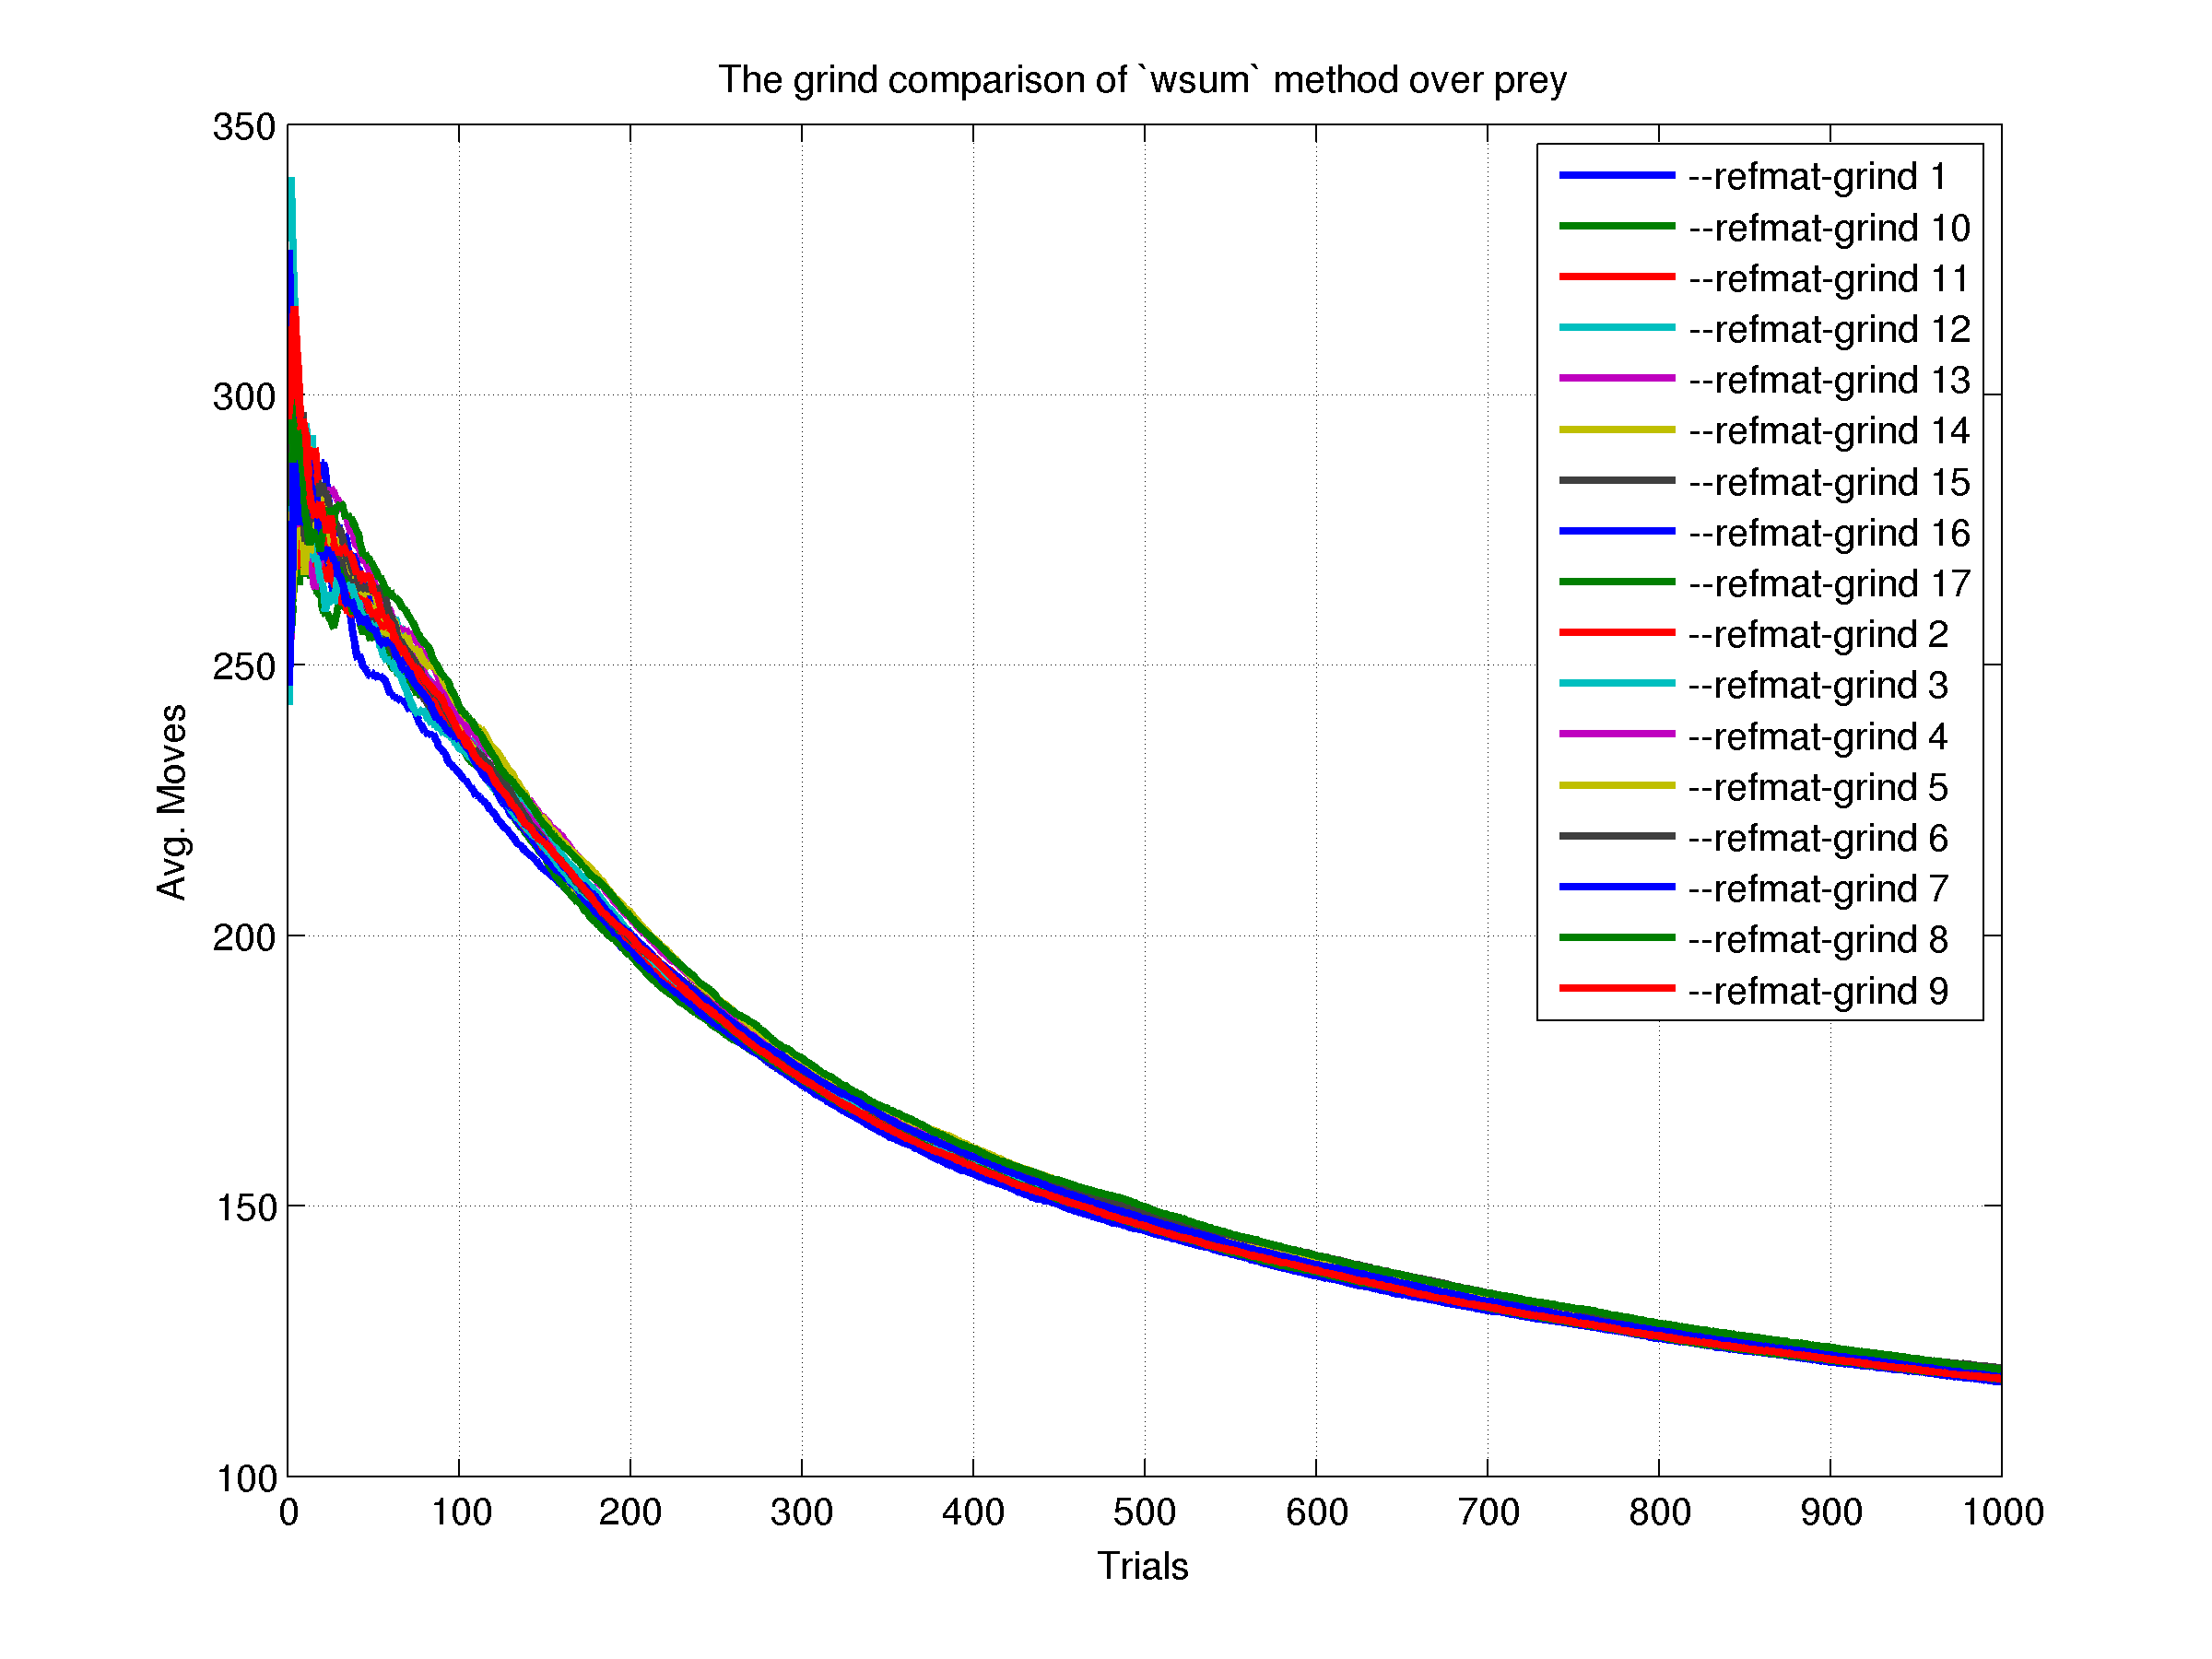 The grind comparison of `wsum` method over prey
350
300
250
200
150
100
Avg. Moves
0 100 200 300 400 500 600 700 800 900 1000
Trials
--refmat-grind 1
--refmat-grind 10
--refmat-grind 11
--refmat-grind 12
--refmat-grind 13
--refmat-grind 14
--refmat-grind 15
--refmat-grind 16
--refmat-grind 17
--refmat-grind 2
--refmat-grind 3
--refmat-grind 4
--refmat-grind 5
--refmat-grind 6
--refmat-grind 7
--refmat-grind 8
--refmat-grind 9